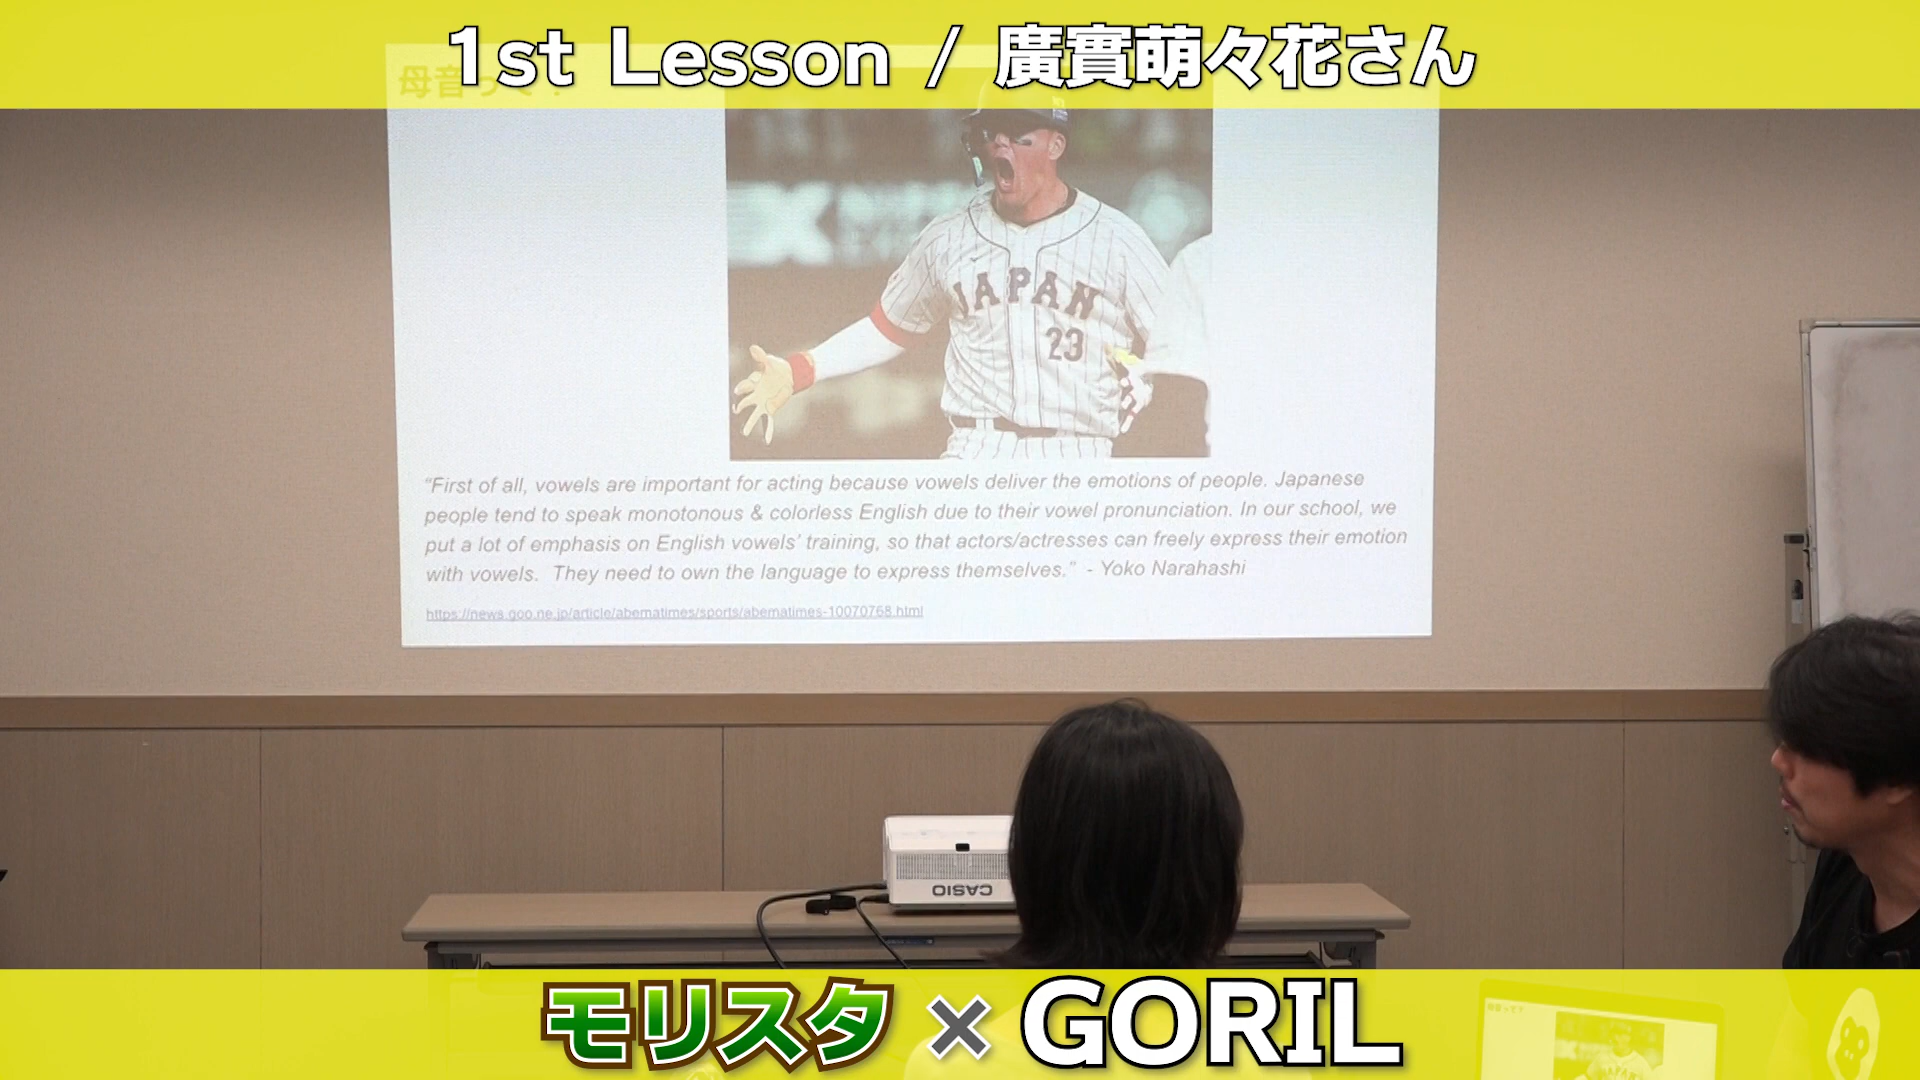 1st Lesson / 廣實萌々花さん
母音って？
JAPAN
23
"First of all, vowels are important for acting because vowels deliver the emotions of people. Japanese
people tend to speak monotonous & colorless English due to their vowel pronunciation. In our school, we
put a lot of emphasis on English vowels' training, so that actors/actresses can freely express their emotion
with vowels.  They need to own the language to express themselves."  - Yoko Narahashi
https://news.goo.ne.jp/article/abematimes/sports/abematimes-10070768.html
CASIO
モリスタ × GORIL